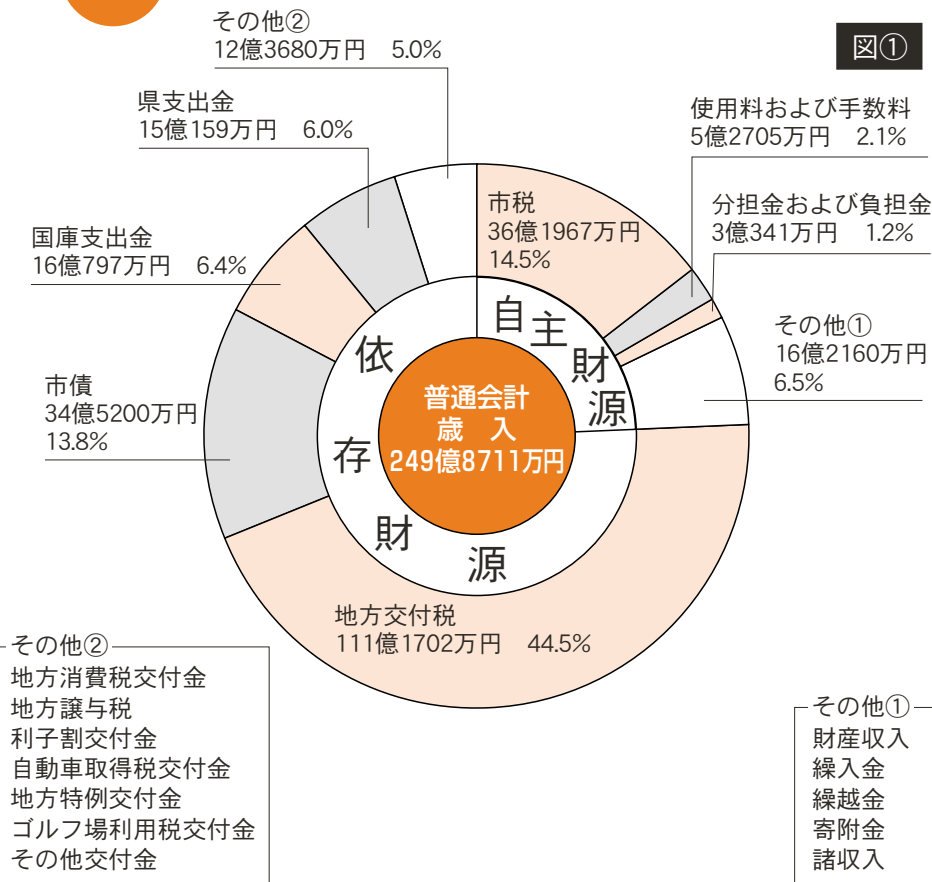 図①
その他②
12億3680万円 5.0%
県支出金
15億159万円 6.0%
国庫支出金
16億797万円 6.4%
市債
34億5200万円
13.8%
使用料および手数料
5億2705万円 2.1%
市税
36億1967万円
14.5%
分担金および負担金
3億341万円 1.2%
その他①
16億2160万円
6.5%
自主財源
依存財源
普通会計
歳 入
249億8711万円
地方交付税
111億1702万円 44.5%
その他②
地方消費税交付金
地方譲与税
利子割交付金
自動車取得税交付金
地方特例交付金
ゴルフ場利用税交付金
その他交付金
その他①
財産収入
繰入金
繰越金
寄附金
諸収入